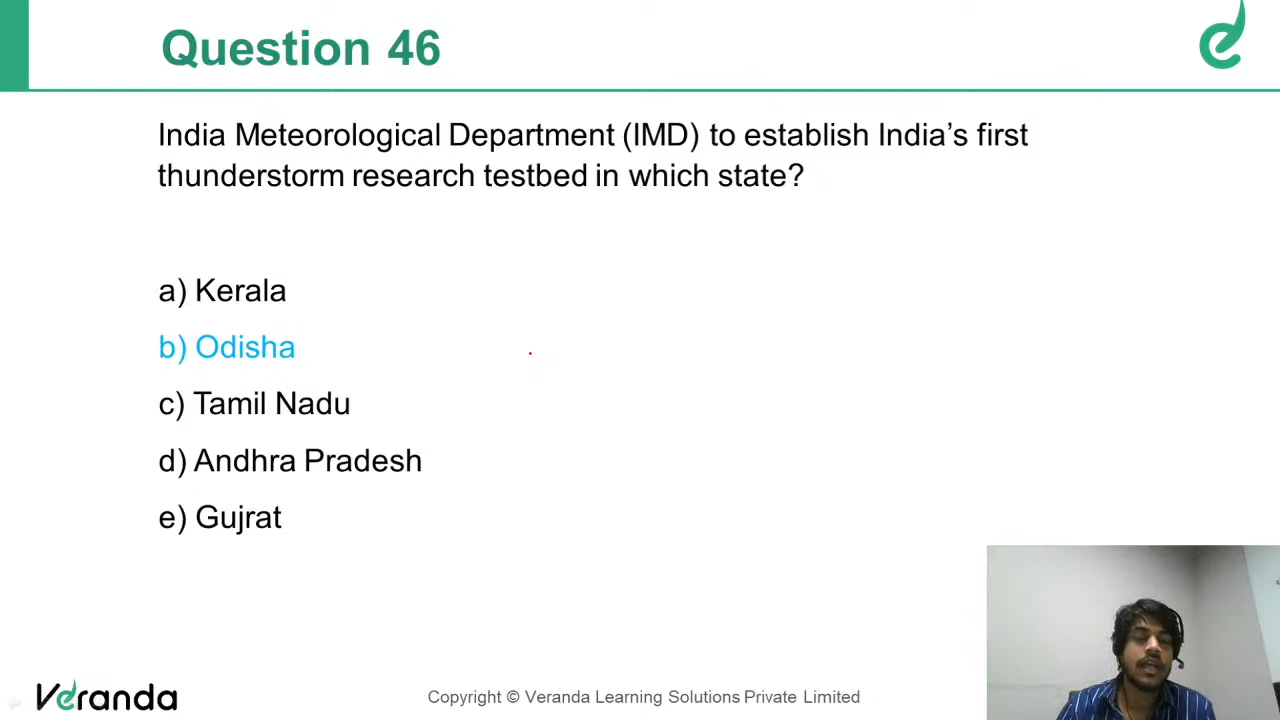 Question 46
India Meteorological Department (IMD) to establish India’s first
thunderstorm research testbed in which state?
a) Kerala
b) Odisha
c) Tamil Nadu
d) Andhra Pradesh
e) Gujrat
Veranda
Copyright © Veranda Learning Solutions Private Limited